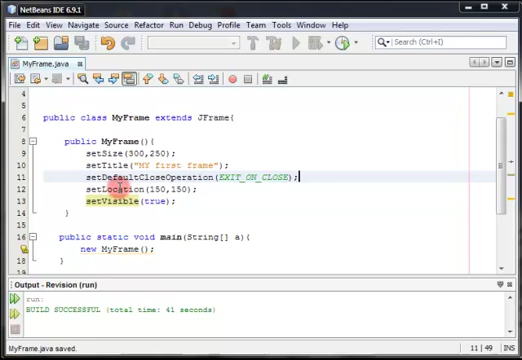 NetBeans IDE 6.9.1
File Edit View Navigate Source Refactor Run Debug Profile Team Tools Window Help
Search (Ctrl+I)
MyFrame.java
4
5
6 public class MyFrame extends JFrame{
7
8 public MyFrame(){
9 setSize(300,250);
10 setTitle("MY first frame");
11 setDefaultCloseOperation(EXIT_ON_CLOSE);
12 setLocation(150,150);
13 setVisible(true);
14 }
15
16 public static void main(String[] a){
new MyFrame();
18 }
Output - Revision (run)
run:
BUILD SUCCESSFUL (total time: 41 seconds)
MyFrame.java saved.
11 | 49 INS